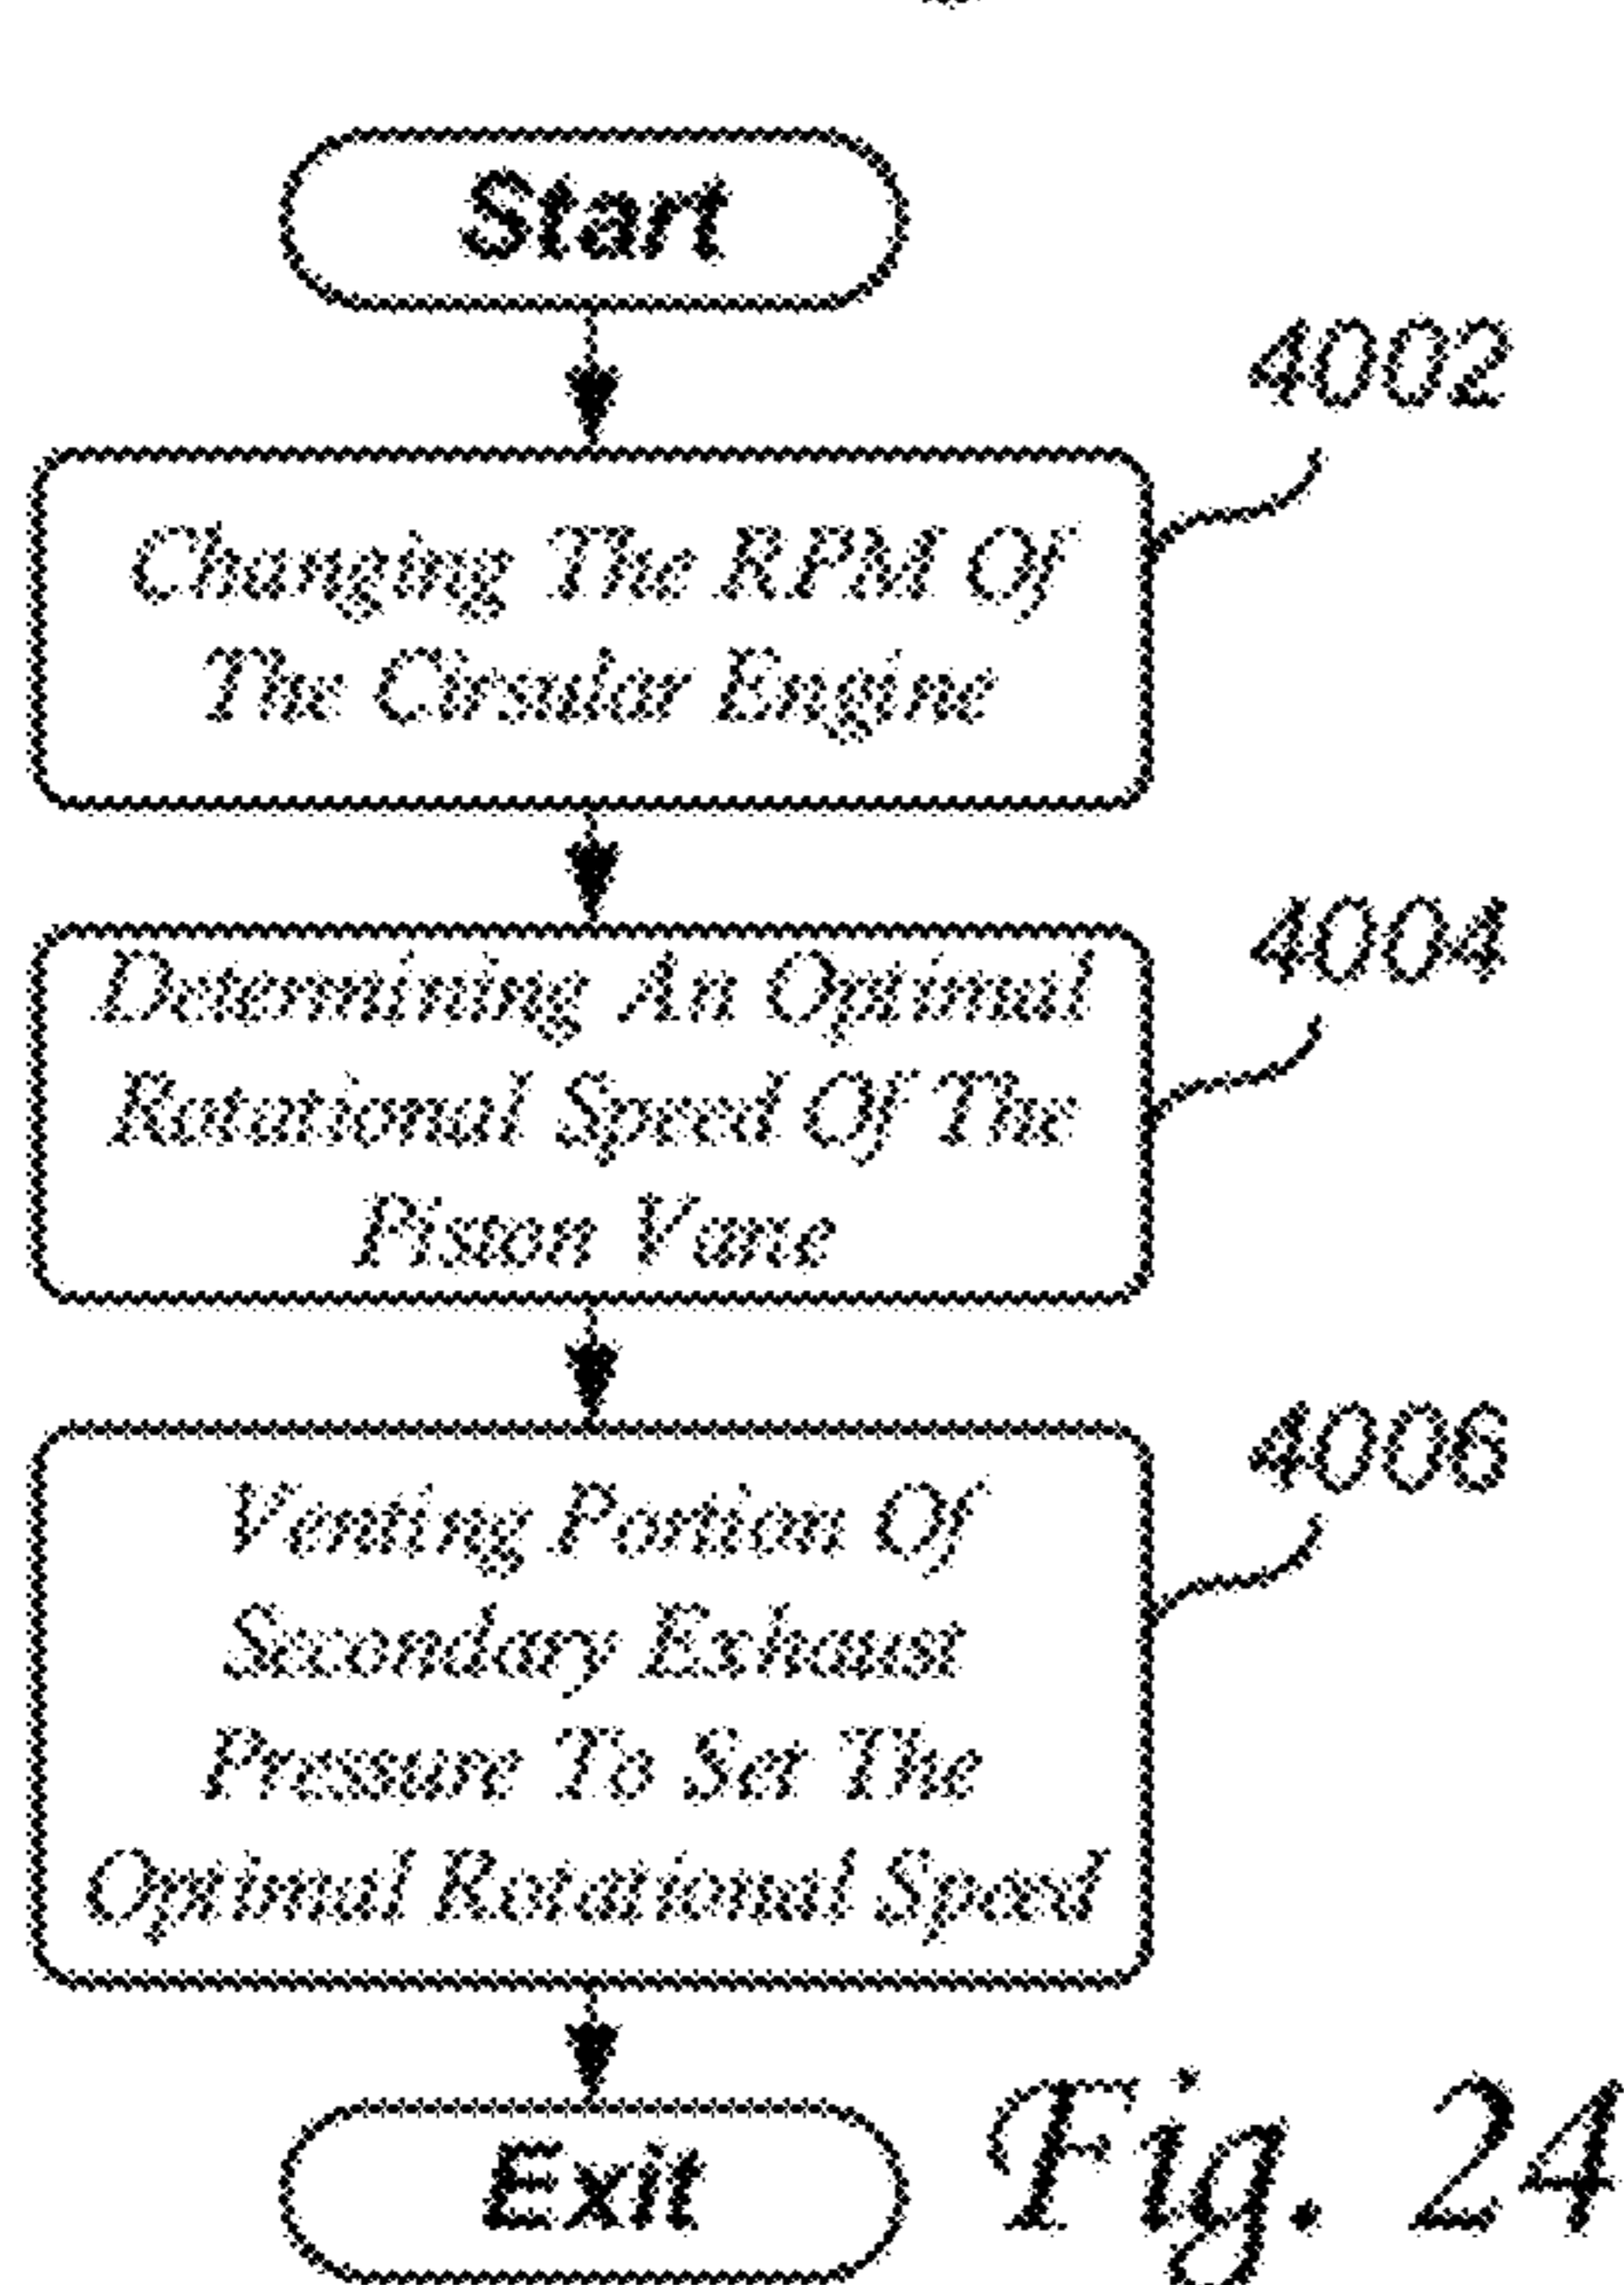 Start
4002
Changing The RPM Of
The Cirsular Engine
4004
Determining An Optimal
Rotational Speed Of The
Piston Vane
4006
Venting Portion Of
Secondary Exhaust
Pressure To Set The
Optimal Rotational Speed
Exit
Fig. 24